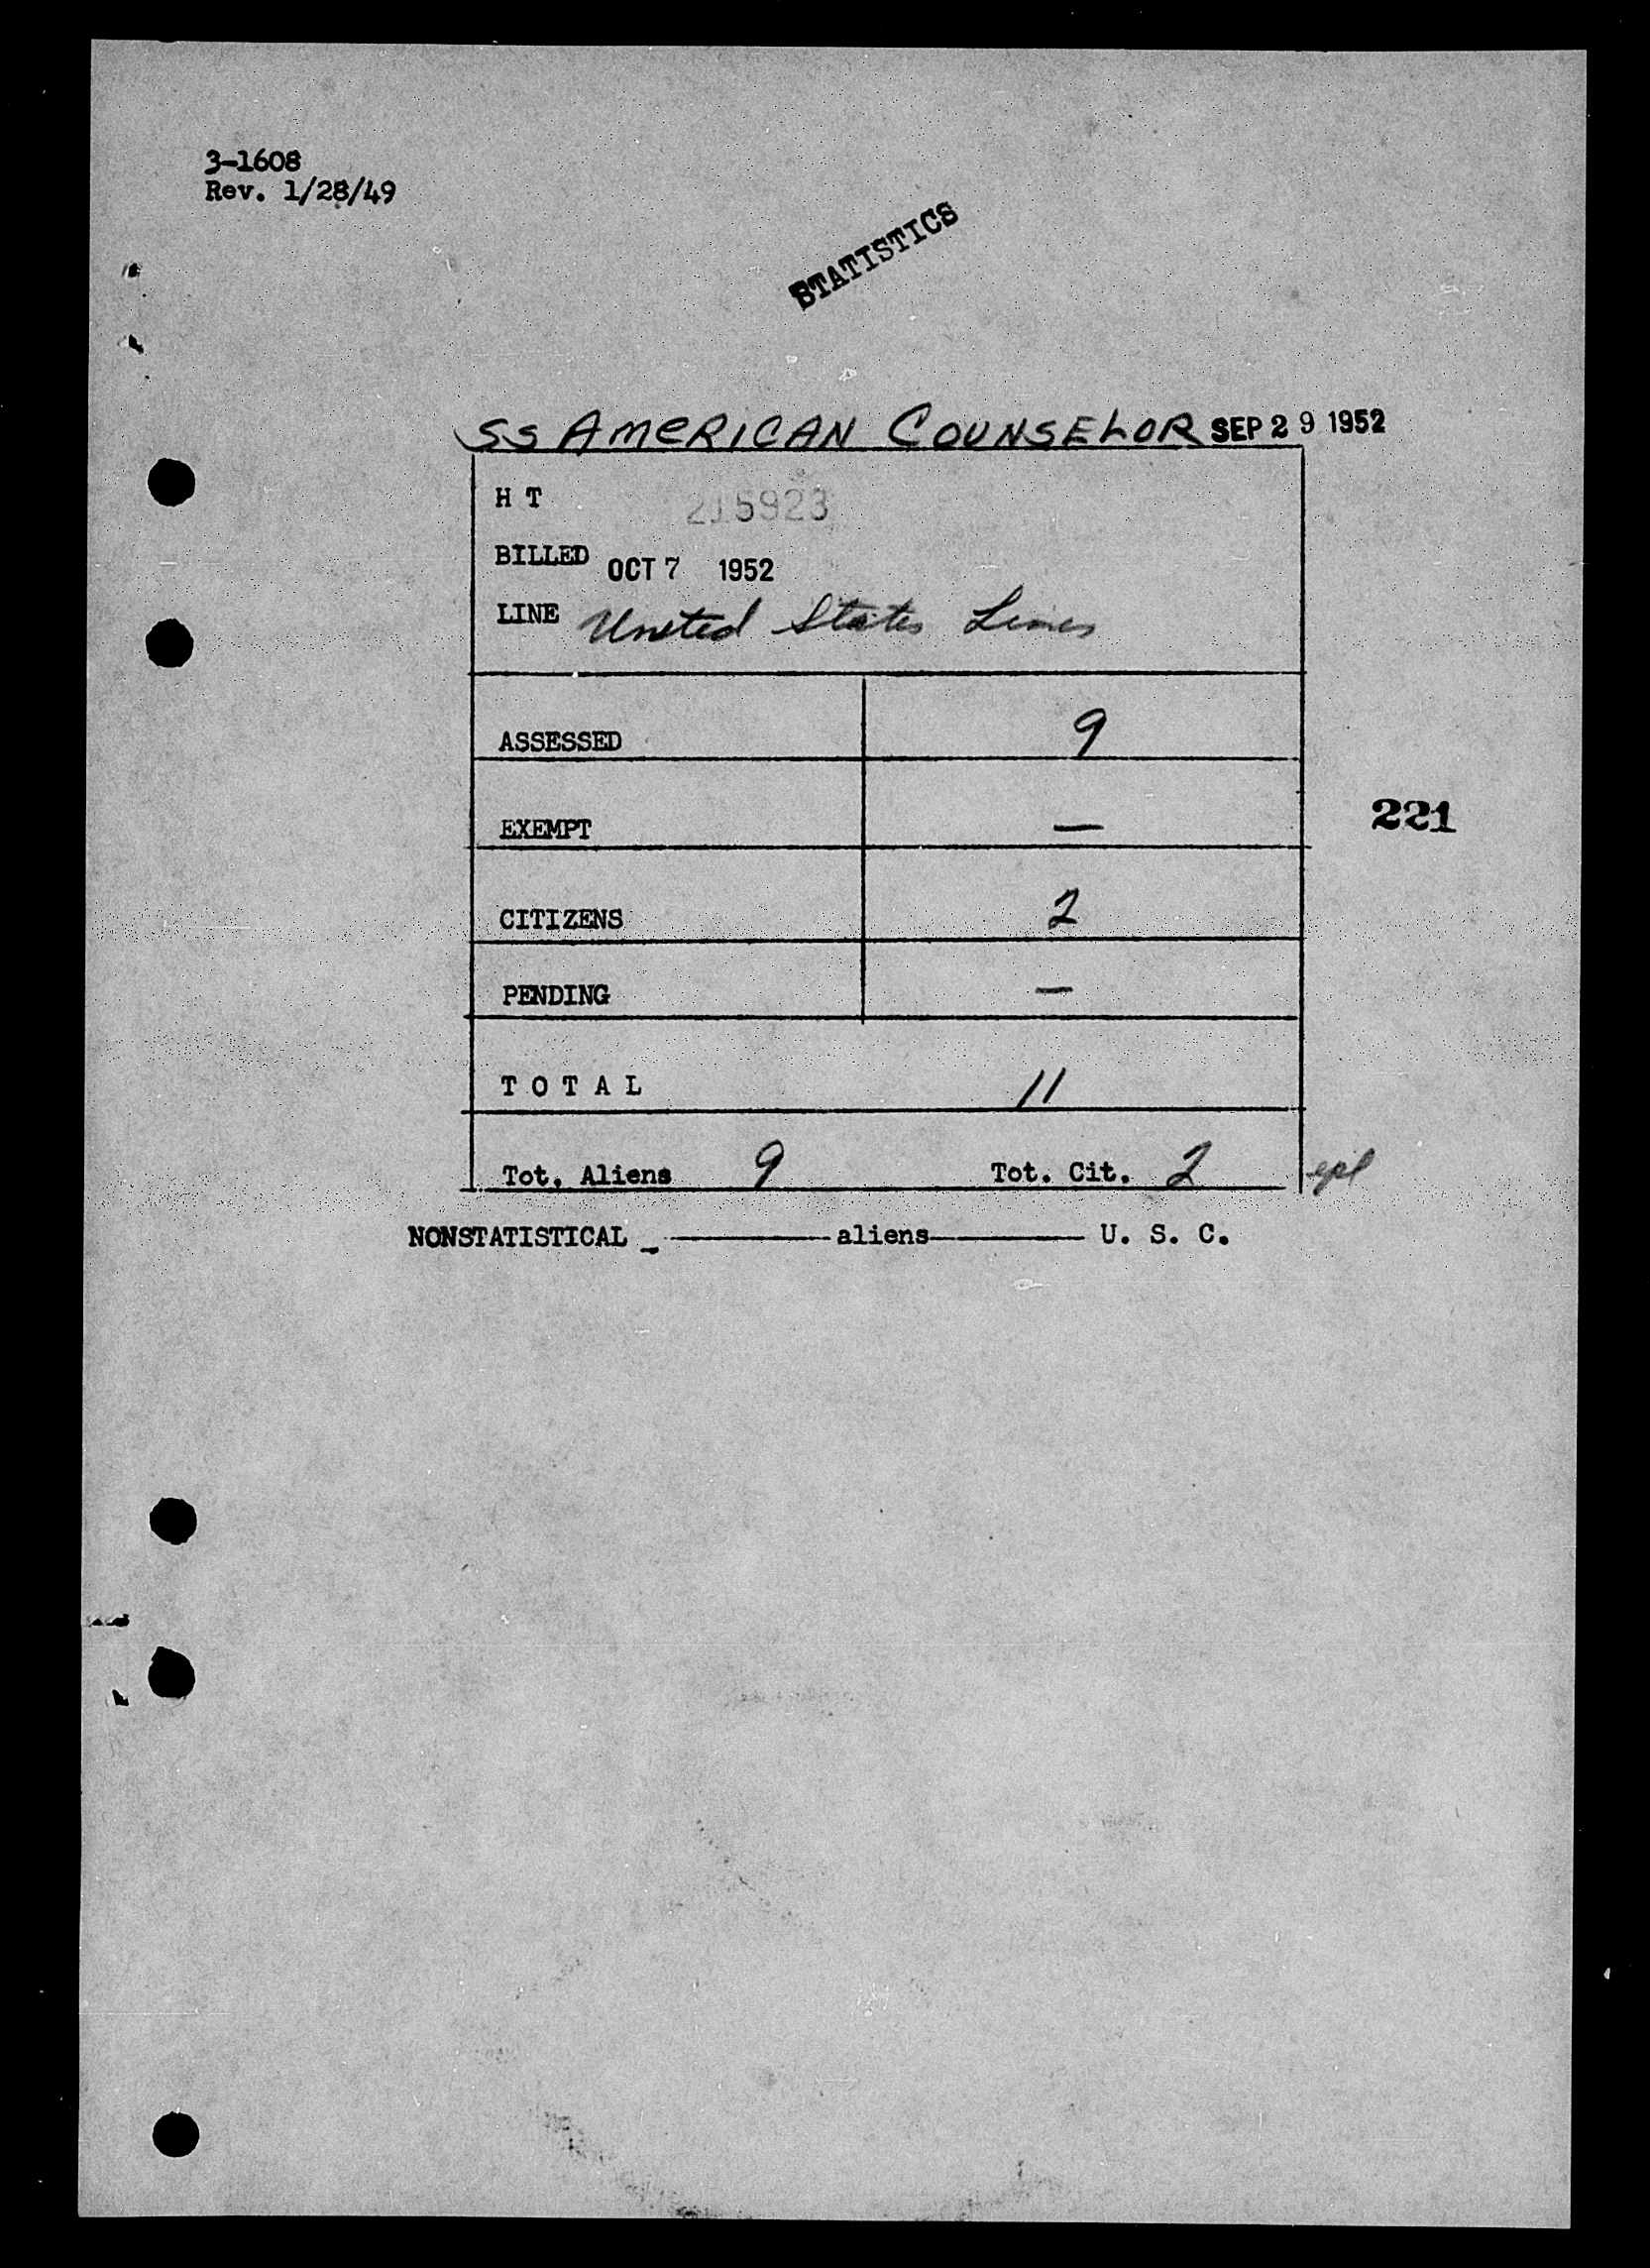 3-1608
Rev. 1/28/49
STATISTICS
SS AMERICAN COUNSELOR SEP 29 1952
H T 215923
BILLED OCT 7 1952
LINE United States Lines
ASSESSED 9
EXEMPT —
221
CITIZENS 2
PENDING —
T O T A L 11
Tot. Aliens 9 Tot. Cit. 2
NONSTATISTICAL - ———— aliens ———— U. S. C.